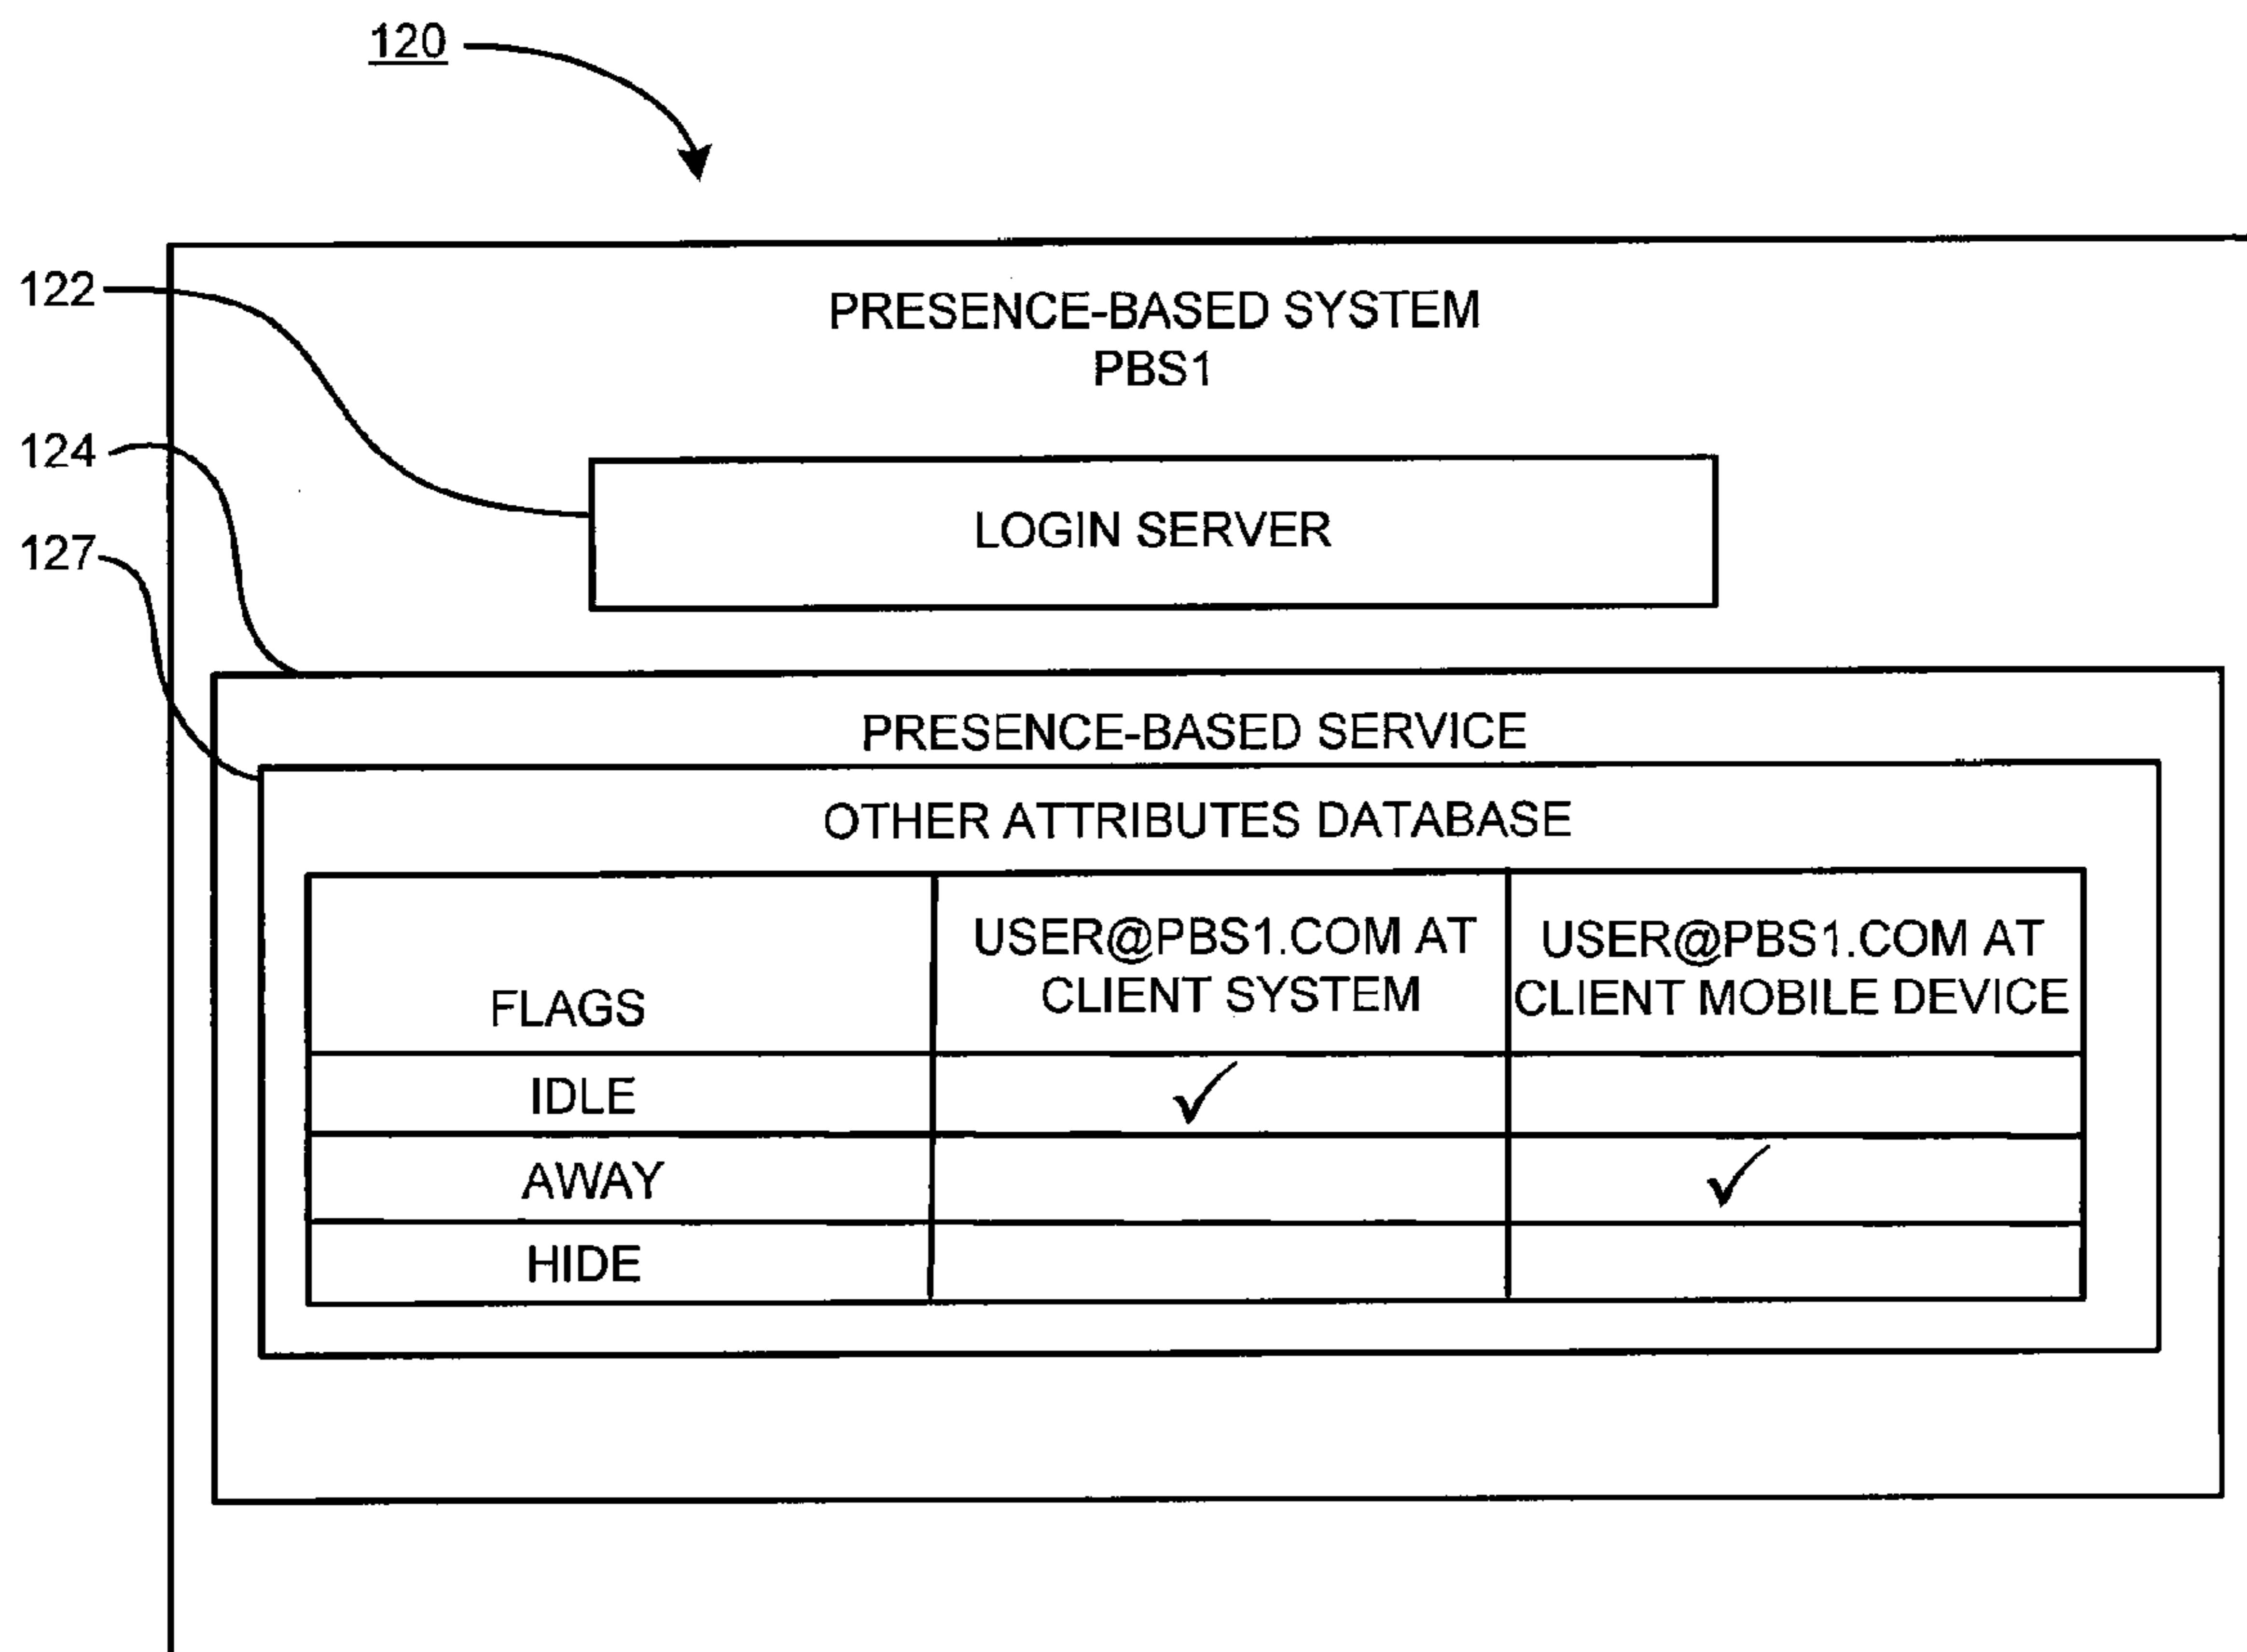 120
122
PRESENCE-BASED SYSTEM
PBS1
124
LOGIN SERVER
127
PRESENCE-BASED SERVICE
OTHER ATTRIBUTES DATABASE
FLAGS
USER@PBS1.COM AT
CLIENT SYSTEM
USER@PBS1.COM AT
CLIENT MOBILE DEVICE
IDLE ✓
AWAY ✓
HIDE